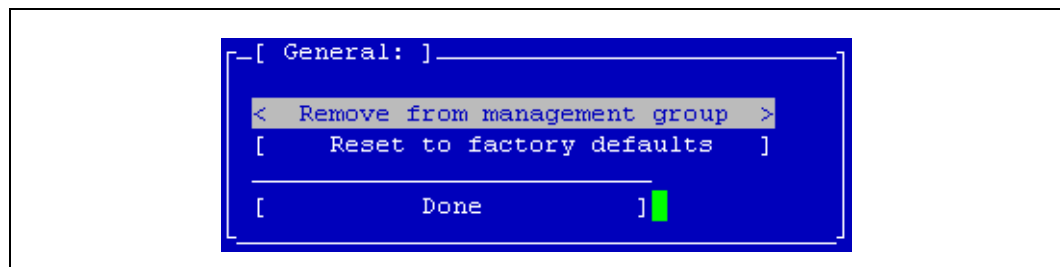 [ General: ]
< Remove from management group >
[ Reset to factory defaults ]
[ Done ]